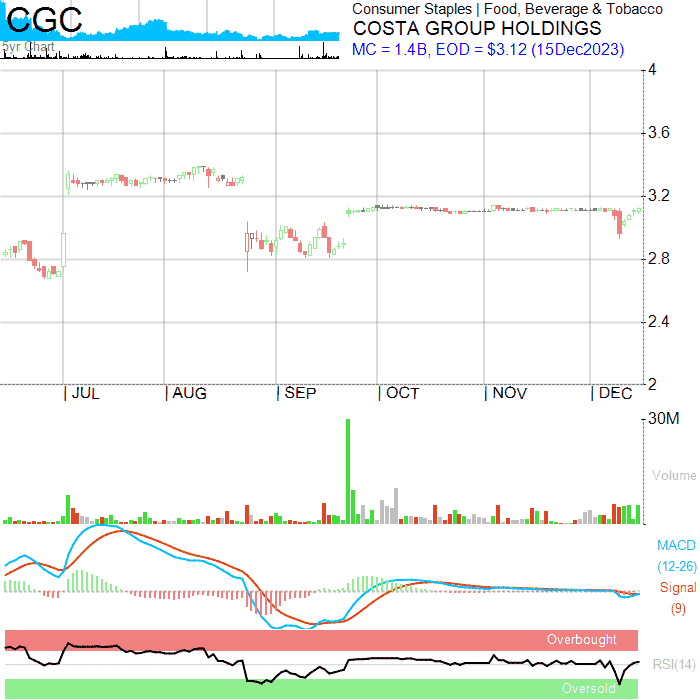 CGC
5yr Chart
Consumer Staples | Food, Beverage & Tobacco
COSTA GROUP HOLDINGS
MC = 1.4B, EOD = $3.12 (15Dec2023)
4
3.6
3.2
2.8
2.4
2
| JUL | AUG | SEP | OCT | NOV | DEC
30M
Volume
MACD
(12-26)
Signal
(9)
Overbought
RSI(14)
Oversold